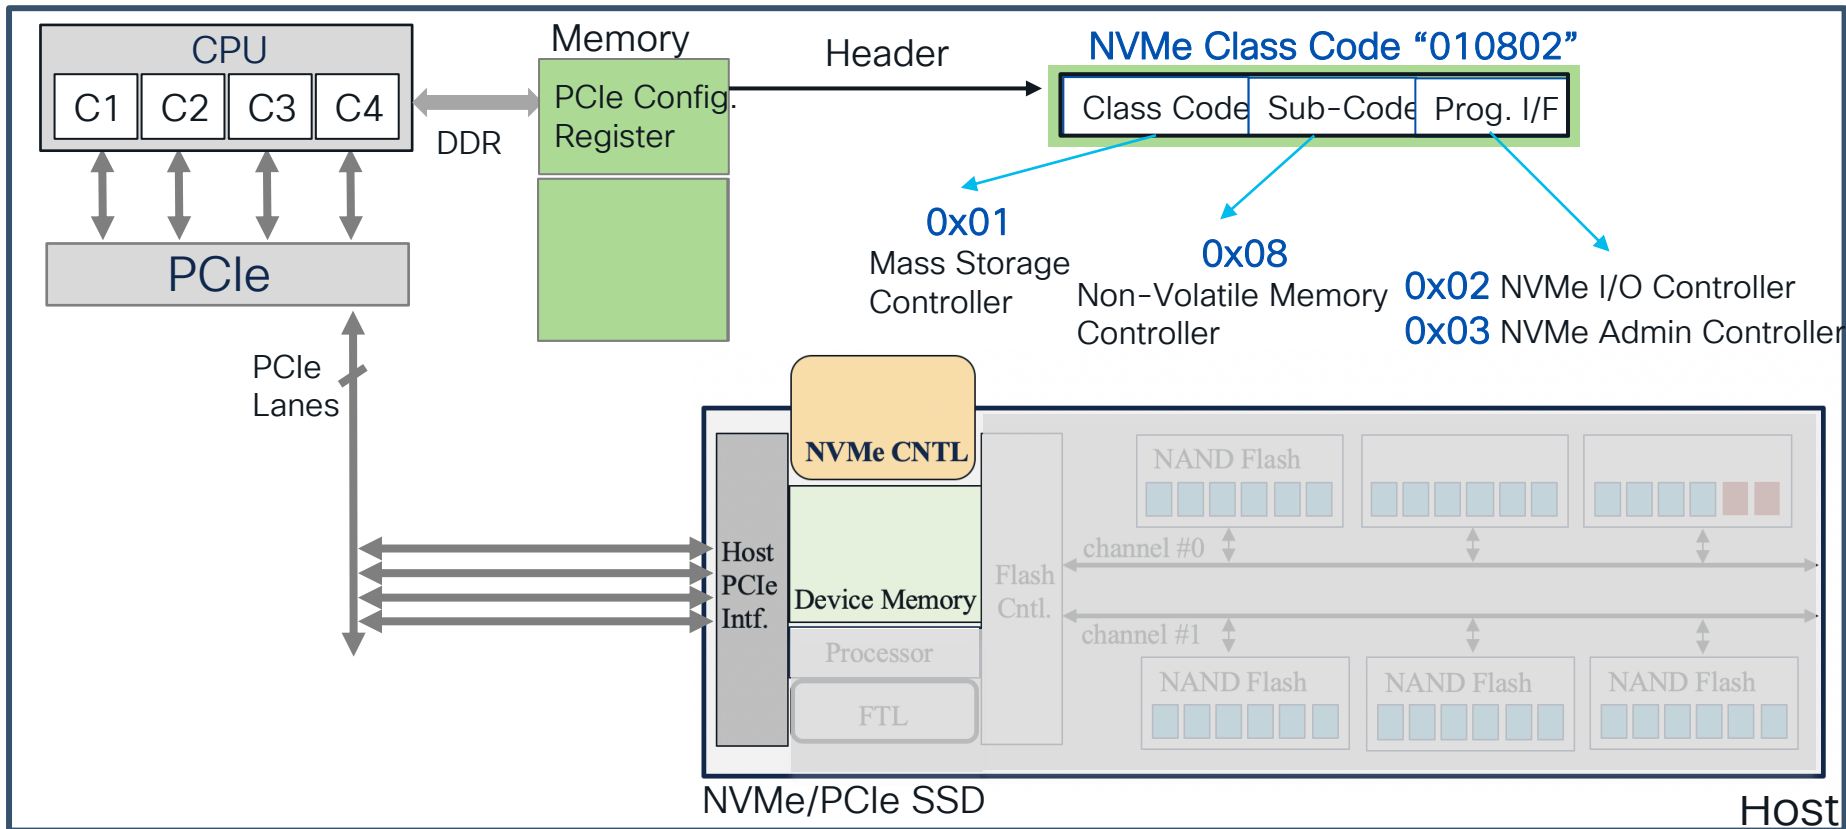 CPU
C1 C2 C3 C4
DDR
Memory
PCIe Config.
Register
Header
NVMe Class Code “010802”
Class Code Sub-Code Prog. I/F
0x01
Mass Storage
Controller
0x08
Non-Volatile Memory
Controller
0x02 NVMe I/O Controller
0x03 NVMe Admin Controller
PCIe
PCIe
Lanes
NVMe CNTL
Host
PCIe
Intf.
Device Memory
Processor
FTL
Flash
Cntl.
NAND Flash
channel #0
channel #1
NAND Flash NAND Flash NAND Flash
NVMe/PCIe SSD
Host